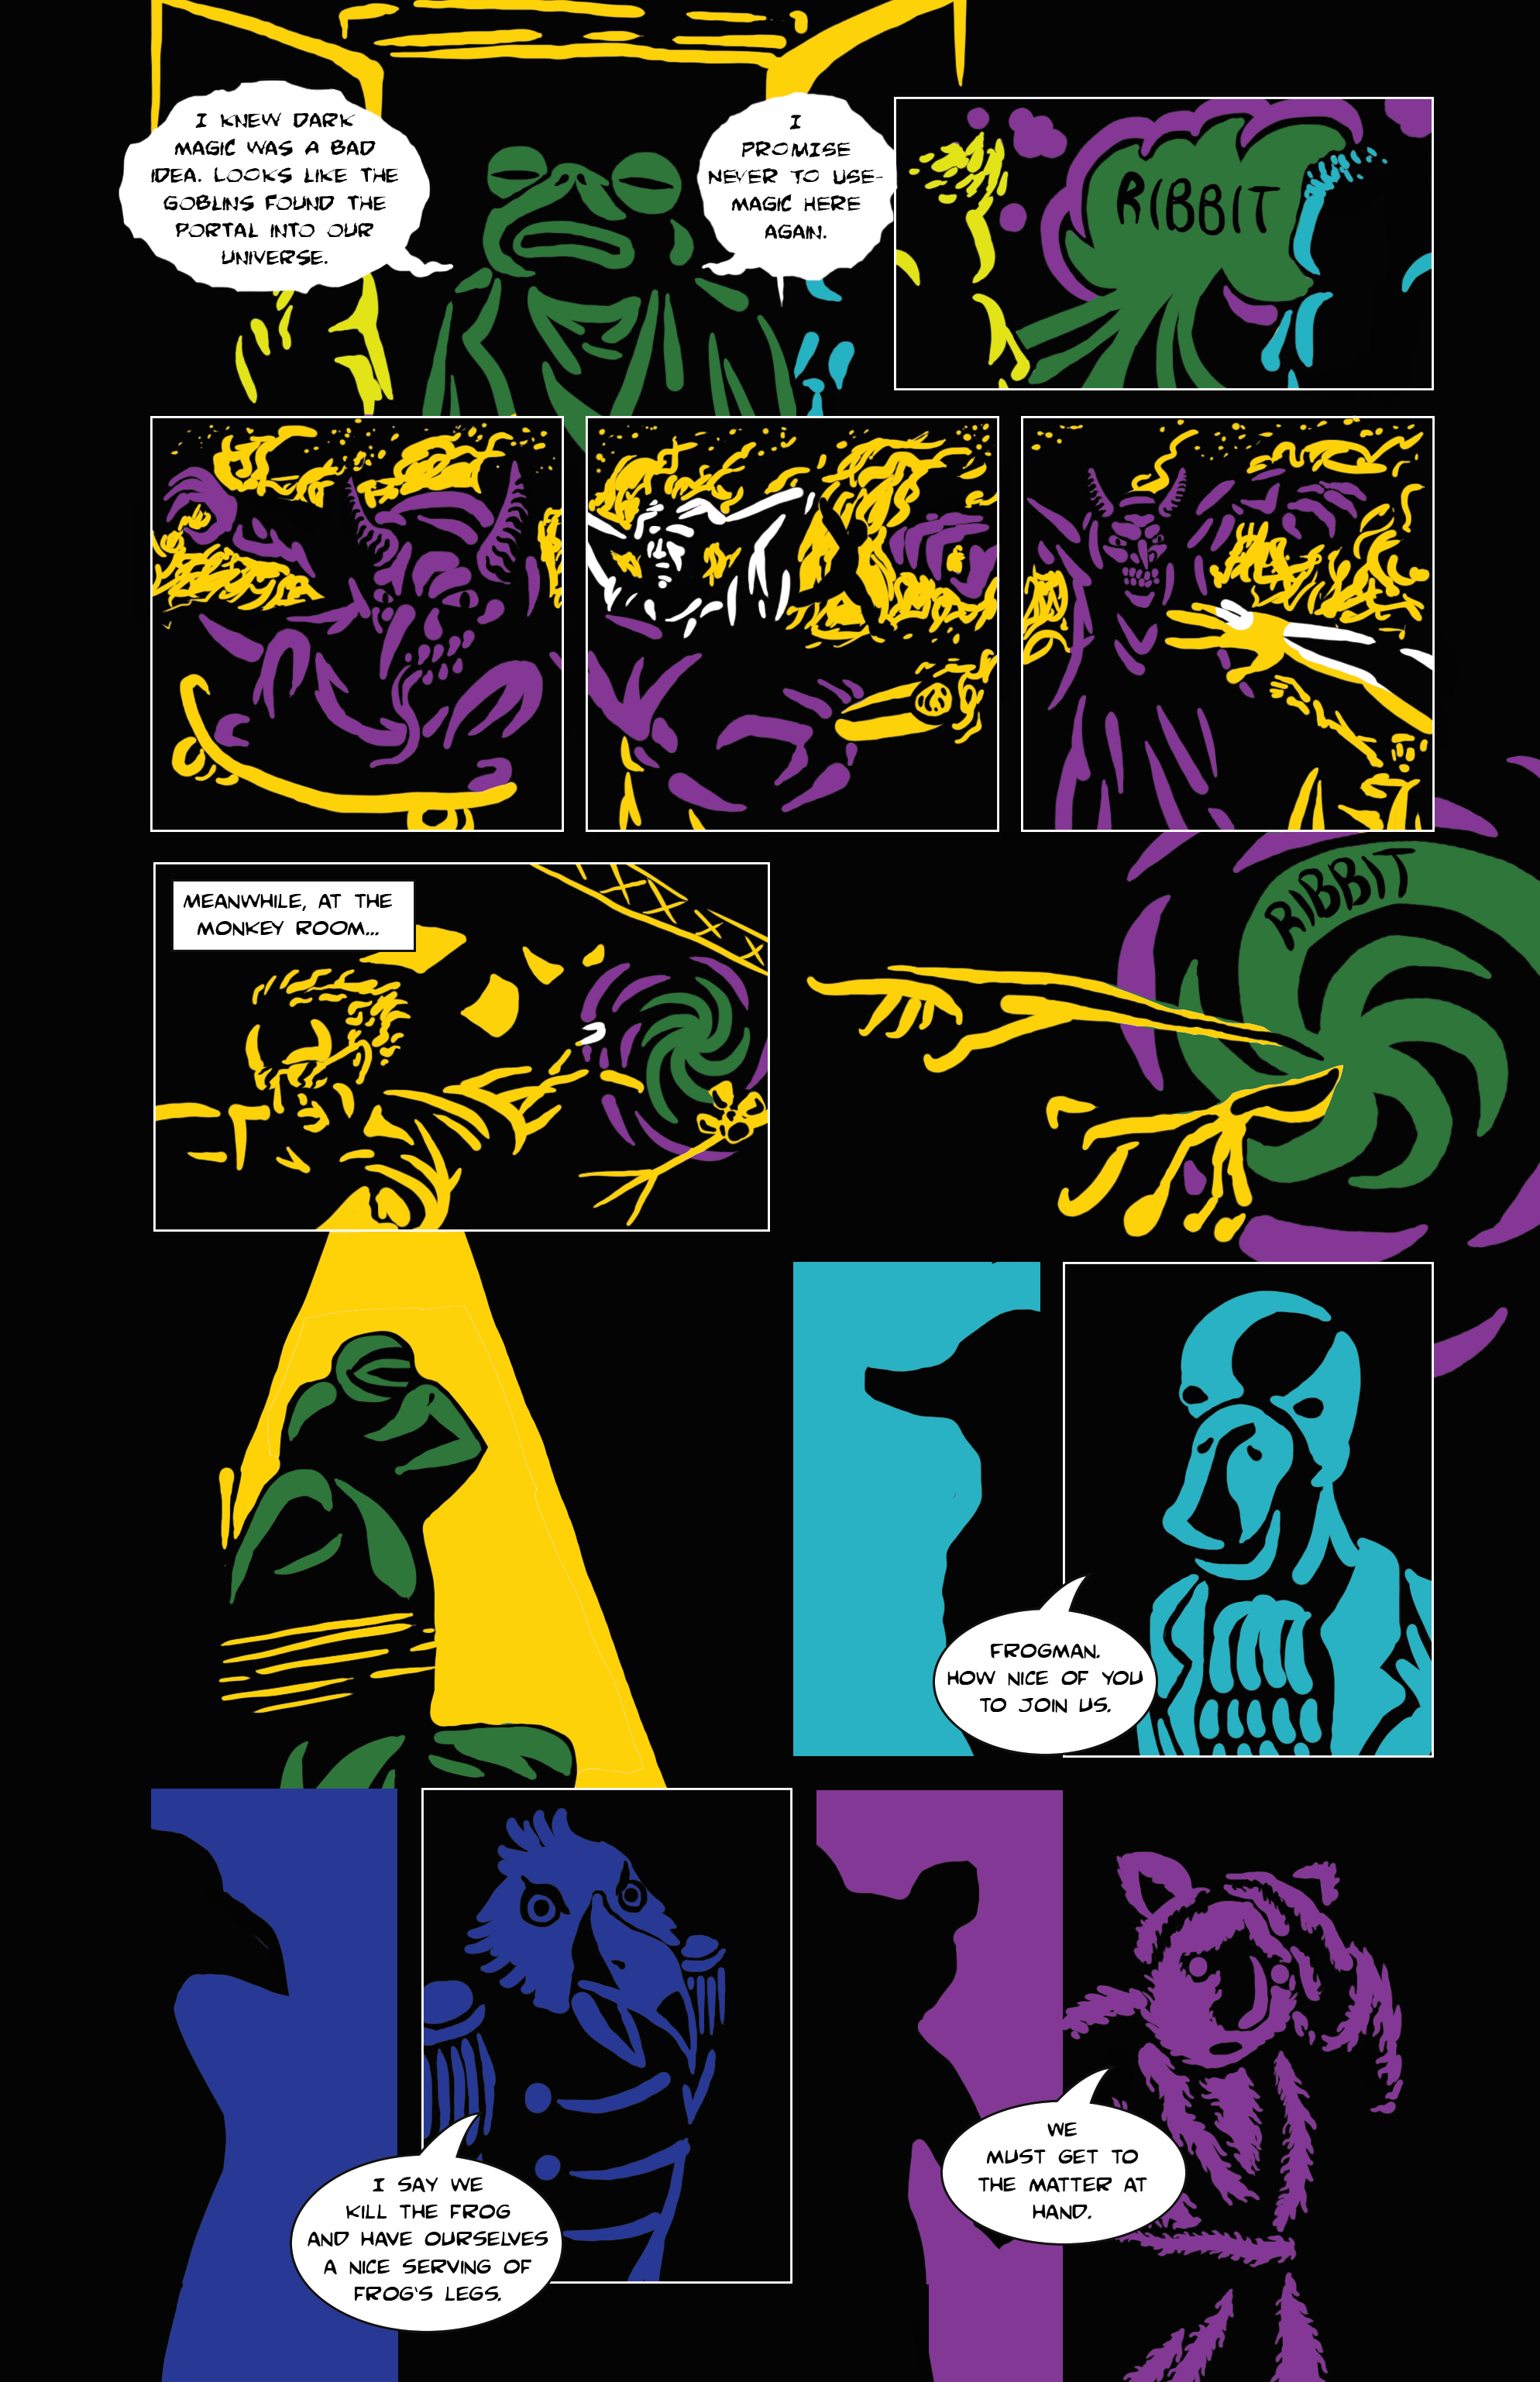 I KNEW DARK
MAGIC WAS A BAD
IDEA. LOOKS LIKE THE
GOBLINS FOUND THE
PORTAL INTO OUR
UNIVERSE.
I
PROMISE
NEVER TO USE-
MAGIC HERE
AGAIN.
RIBBIT
MEANWHILE, AT THE
MONKEY ROOM...
RIBBIT
FROGMAN.
HOW NICE OF YOU
TO JOIN US.
I SAY WE
KILL THE FROG
AND HAVE OURSELVES
A NICE SERVING OF
FROG'S LEGS.
WE
MUST GET TO
THE MATTER AT
HAND.